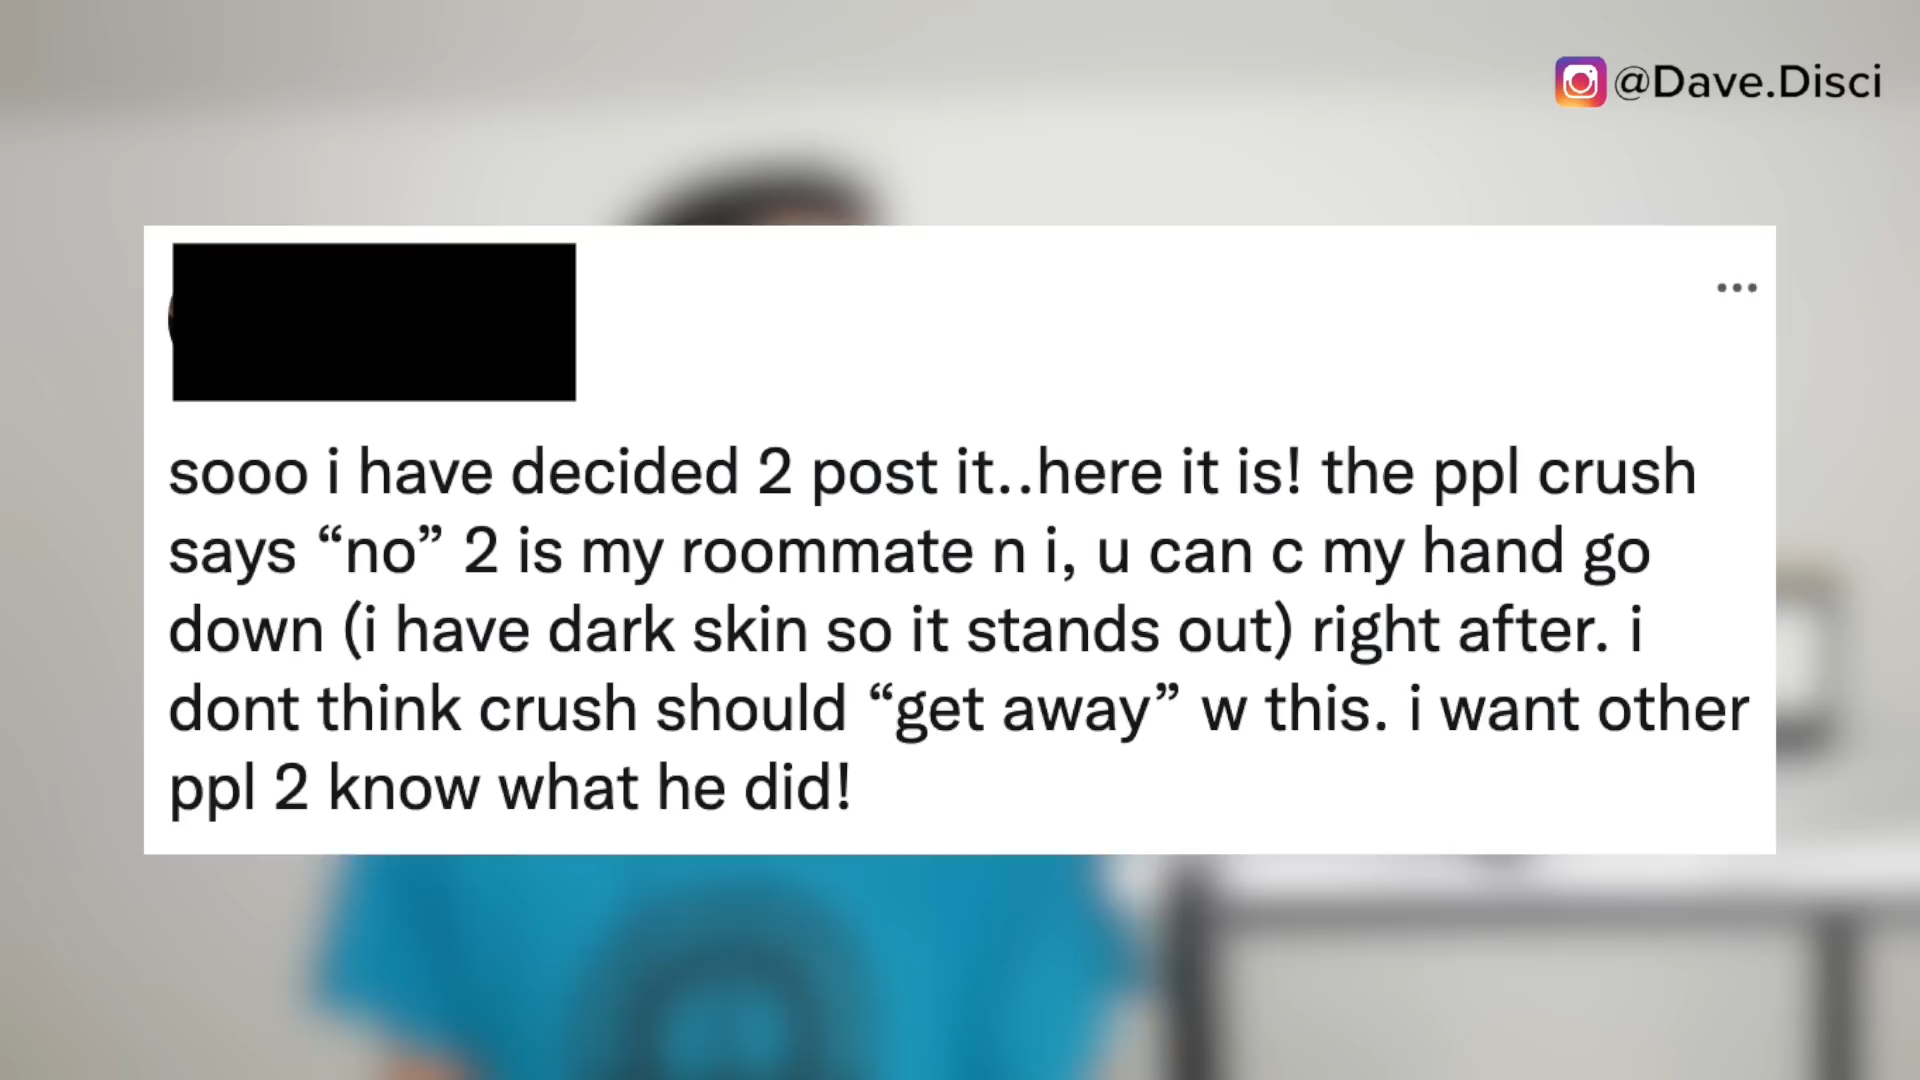 @Dave.Disci
sooo i have decided 2 post it..here it is! the ppl crush
says “no” 2 is my roommate n i, u can c my hand go
down (i have dark skin so it stands out) right after. i
dont think crush should “get away” w this. i want other
ppl 2 know what he did!